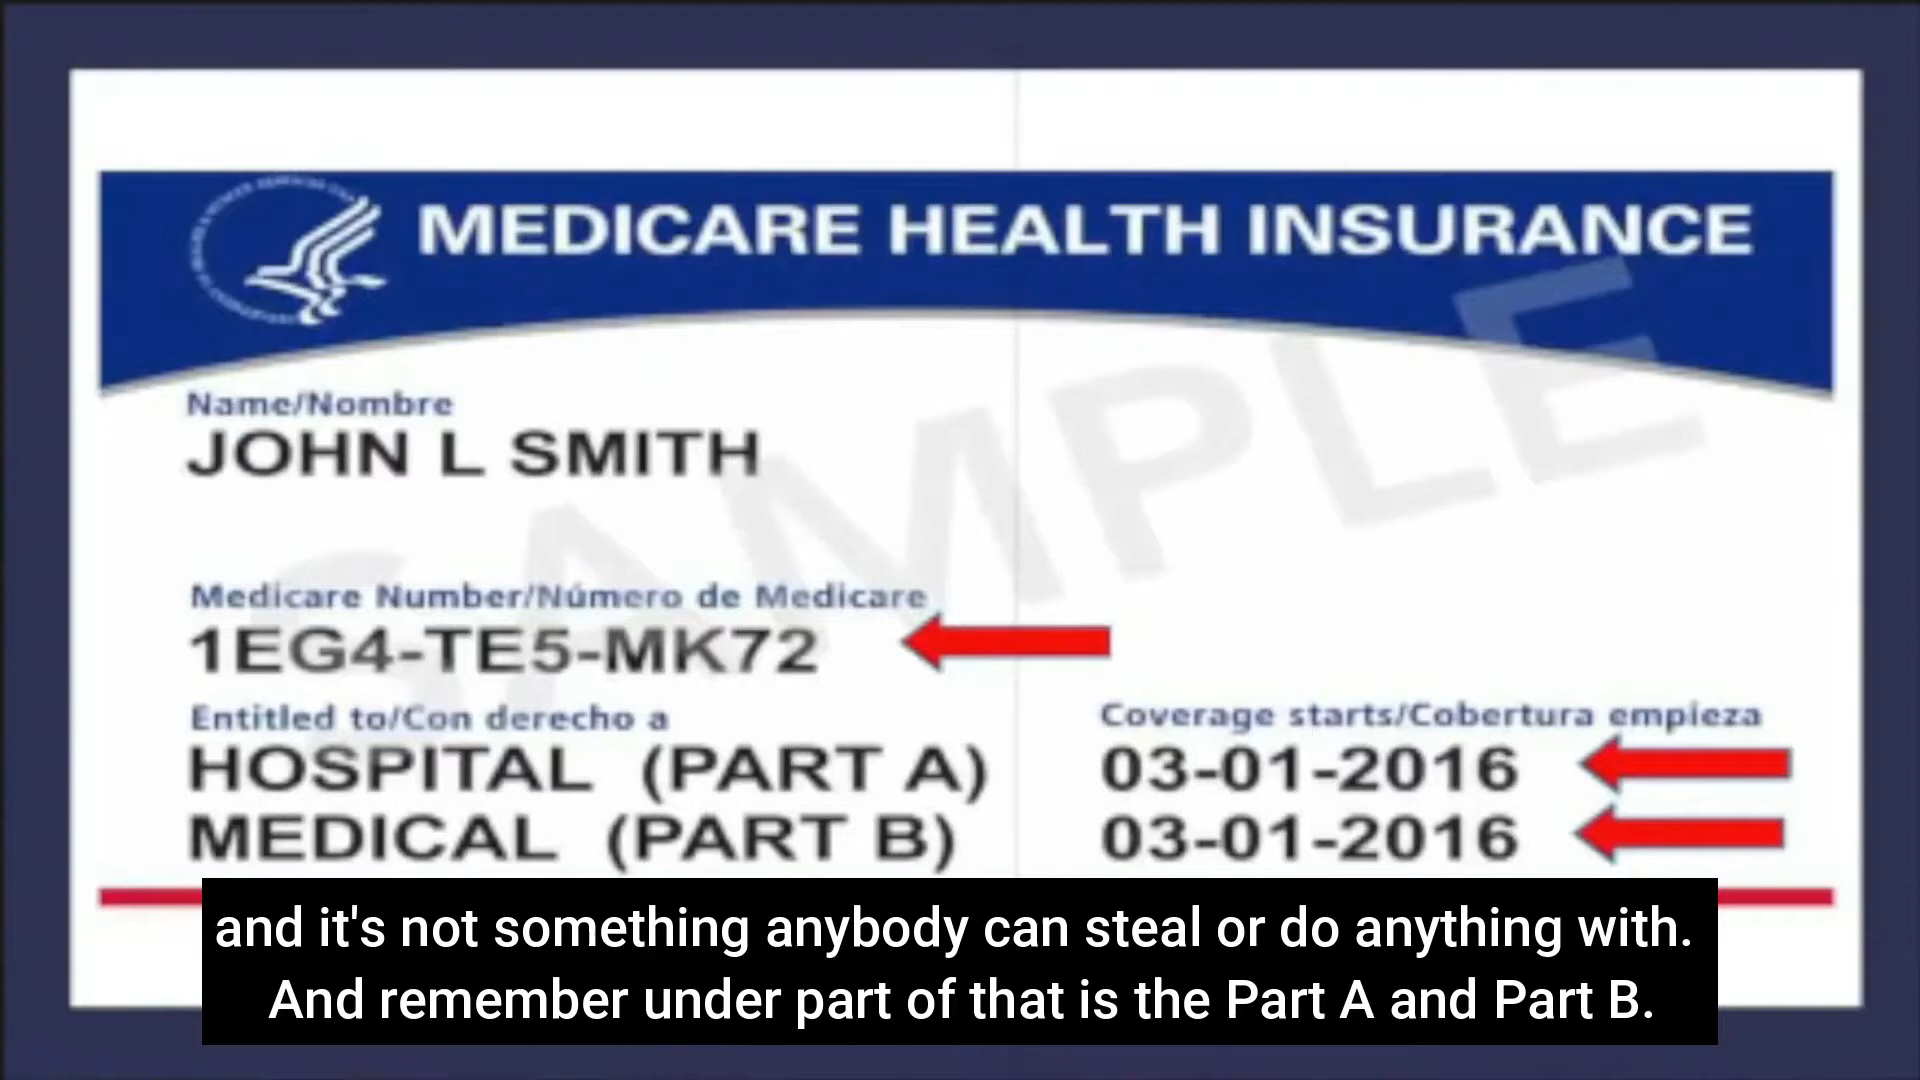 MEDICARE HEALTH INSURANCE
SAMPLE
Name/Nombre
JOHN L SMITH
Medicare Number/Número de Medicare
1EG4-TE5-MK72
Entitled to/Con derecho a
HOSPITAL (PART A)
MEDICAL (PART B)
Coverage starts/Cobertura empieza
03-01-2016
03-01-2016
and it's not something anybody can steal or do anything with.
And remember under part of that is the Part A and Part B.